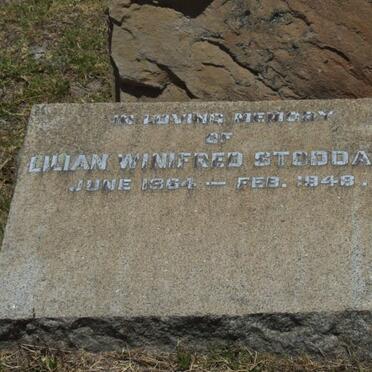 IN LOVING MEMORY
OF
LILIAN WINIFRED STODDA
JUNE 1864 — FEB. 1948.